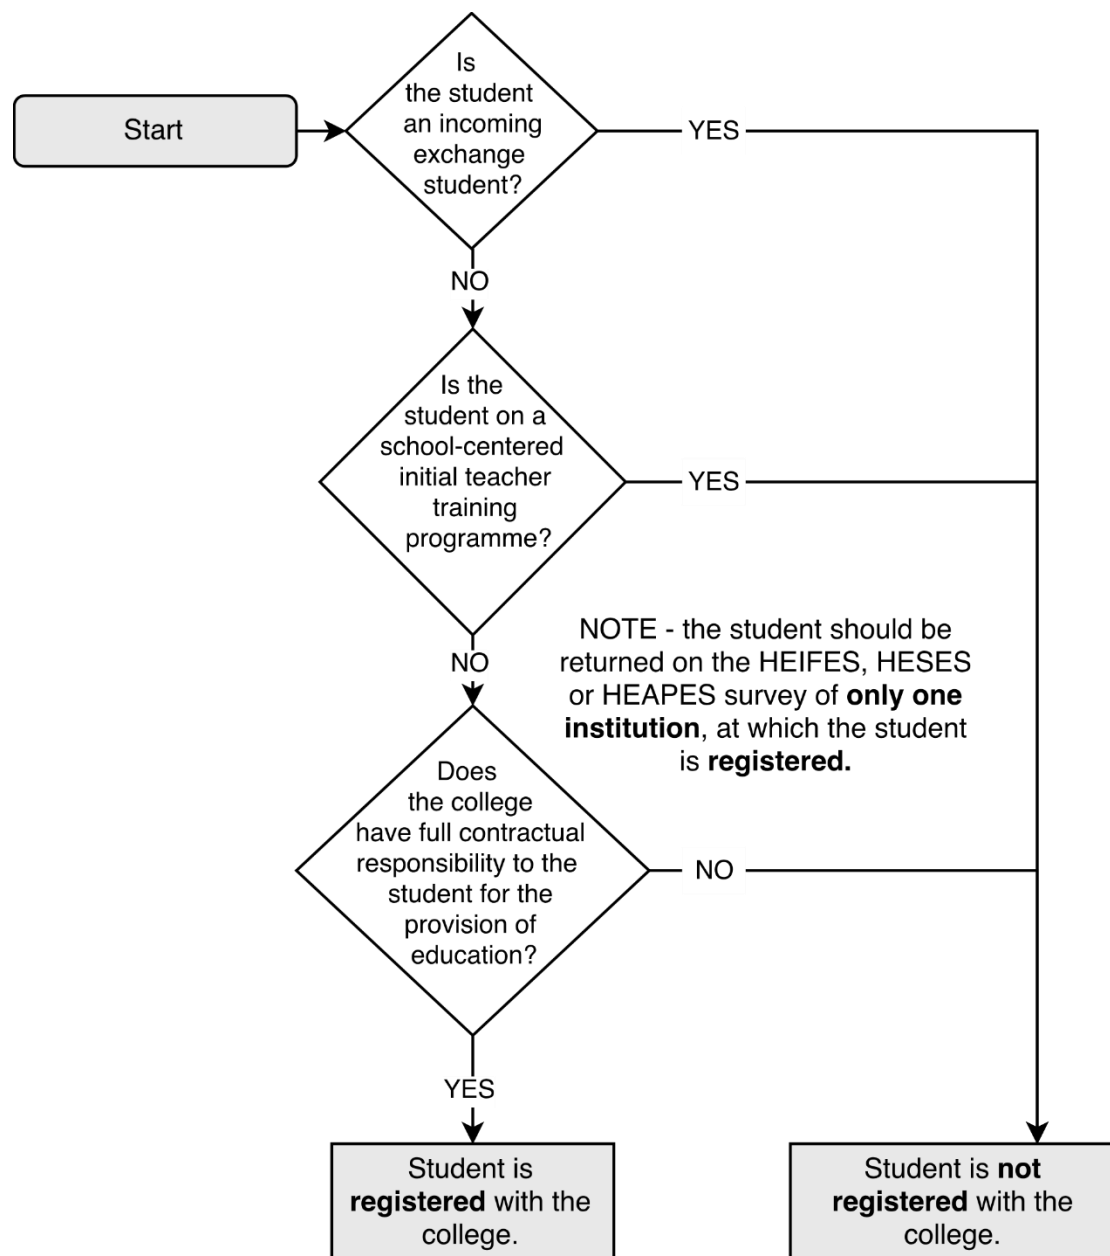 Is
the student
an incoming
exchange
student?
Start
YES
NO
Is the
student on a
school-centered
initial teacher
training
programme?
YES
NO
NOTE - the student should be
returned on the HEIFES, HESES
or HEAPES survey of only one
institution, at which the student
is registered.
Does
the college
have full contractual
responsibility to the
student for the
provision of
education?
NO
YES
Student is
registered with the
college.
Student is not
registered with the
college.